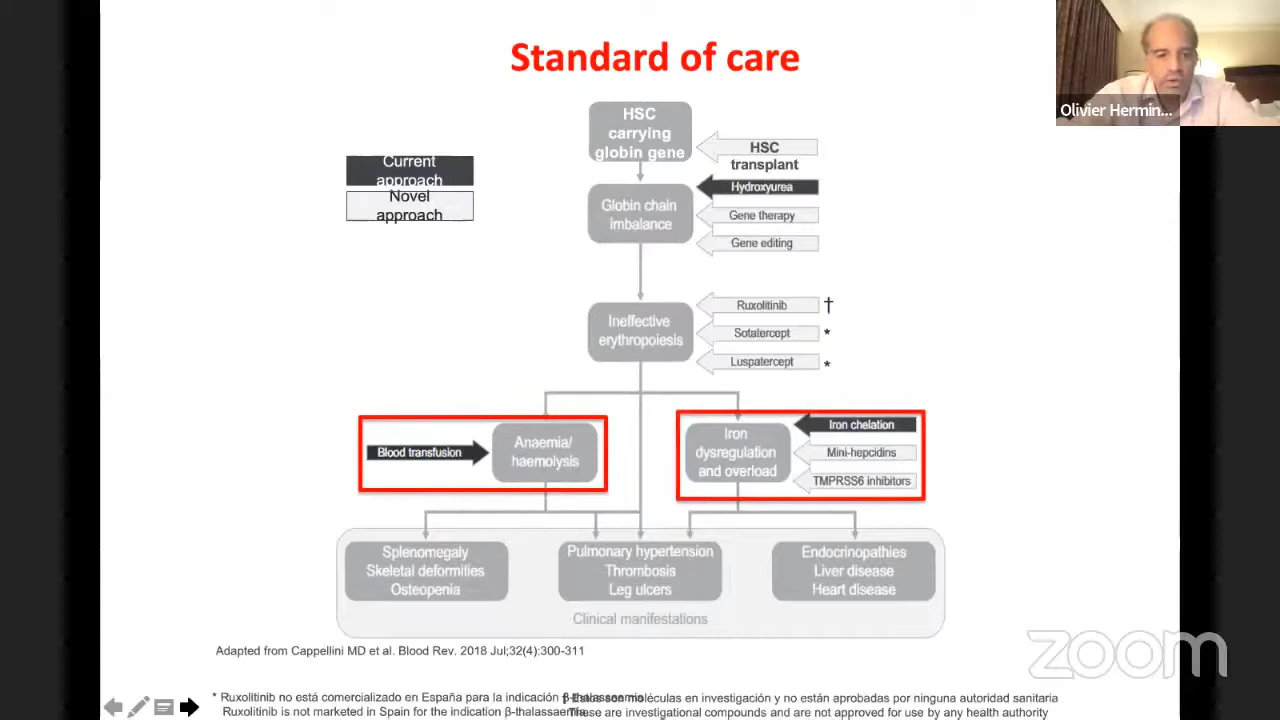 Standard of care
Olivier Hermin...
HSC
carrying
globin gene
HSC
transplant
Current
approach
Novel
approach
Hydroxyurea
Globin chain
imbalance
Gene therapy
Gene editing
Ineffective
erythropoiesis
Ruxolitinib †
Sotatercept *
Luspatercept *
Blood transfusion
Anaemia/
haemolysis
Iron
dysregulation
and overload
Iron chelation
Mini-hepcidins
TMPRSS6 inhibitors
Splenomegaly
Skeletal deformities
Osteopenia
Pulmonary hypertension
Thrombosis
Leg ulcers
Endocrinopathies
Liver disease
Heart disease
Clinical manifestations
zoom
Adapted from Cappellini MD et al. Blood Rev. 2018 Jul;32(4):300-311
* Ruxolitinib no está comercializado en España para la indicación β-thalassaemia
Ruxolitinib is not marketed in Spain for the indication β-thalassaemia.
† moléculas en investigación y no están aprobadas por ninguna autoridad sanitaria
These are investigational compounds and are not approved for use by any health authority